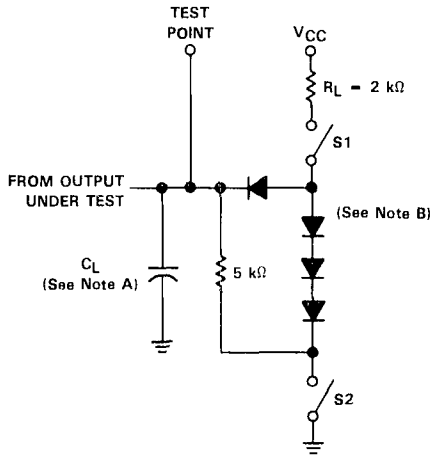 TEST
POINT
VCC
RL = 2 kΩ
S1
FROM OUTPUT
UNDER TEST
(See Note B)
CL
(See Note A)
5 kΩ
S2